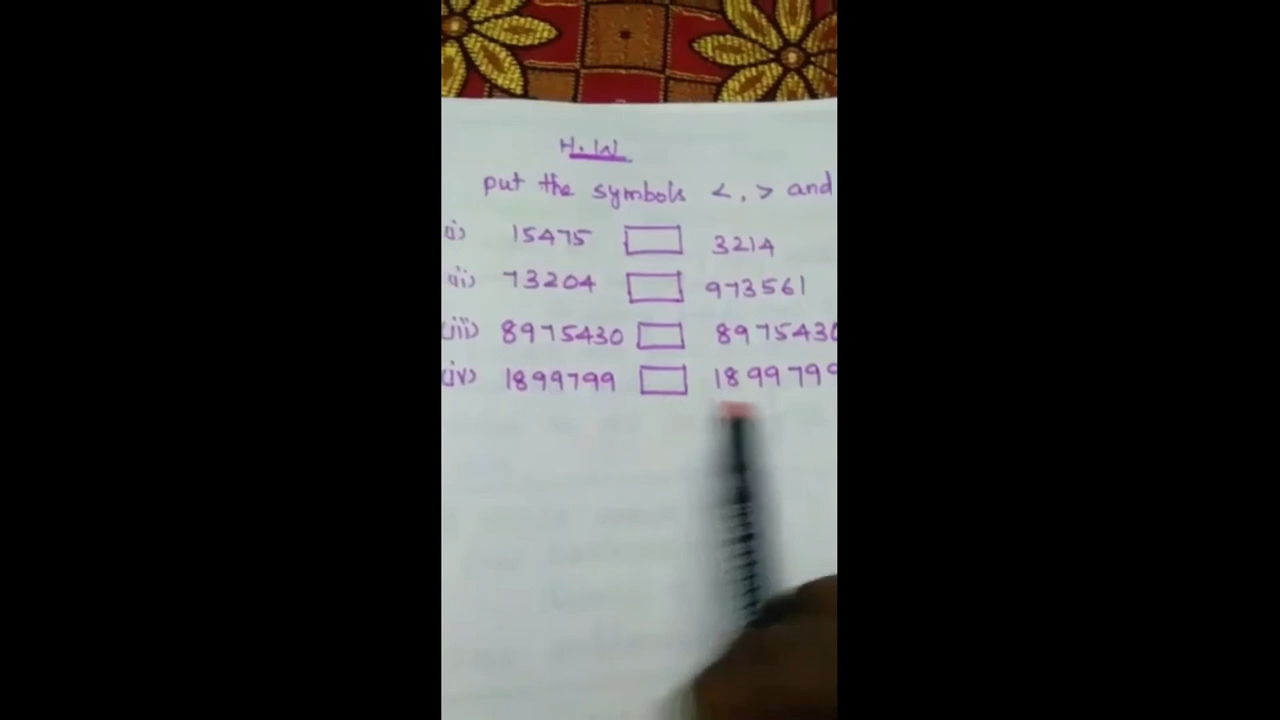 H.W
put the symbols <, > and
(i) 15475 3214
(ii) 73204 973561
(iii) 8975430 8975430
(iv) 1899799 1899799